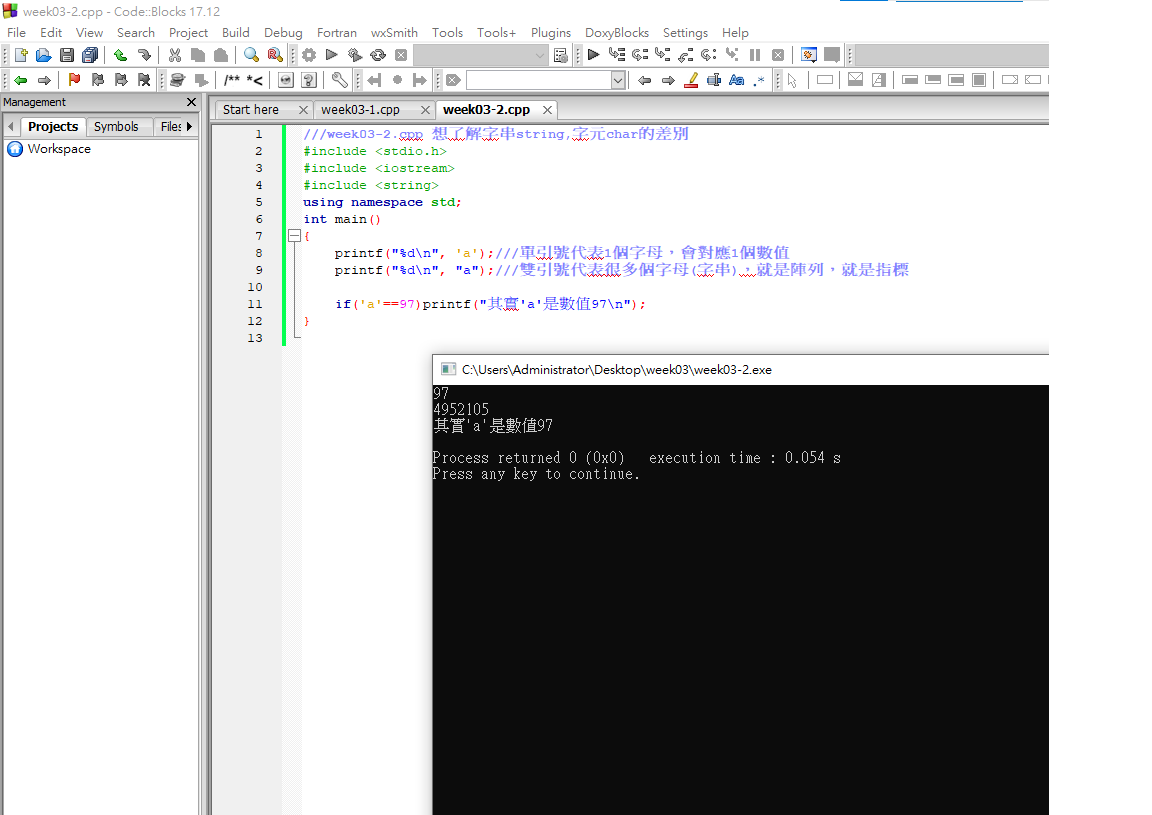 week03-2.cpp - Code::Blocks 17.12
File Edit View Search Project Build Debug Fortran wxSmith Tools Tools+ Plugins DoxyBlocks Settings Help
/** *<
Management
Start here week03-1.cpp week03-2.cpp
Projects Symbols Files
Workspace
1 ///week03-2.cpp 想了解字串string,字元char的差別
2 #include <stdio.h>
3 #include <iostream>
4 #include <string>
5 using namespace std;
6 int main()
7 {
8 printf("%d\n", 'a');///單引號代表1個字母，會對應1個數值
9 printf("%d\n", "a");///雙引號代表很多個字母(字串)，就是陣列，就是指標
10
11 if('a'==97)printf("其實'a'是數值97\n");
12 }
13
C:\Users\Administrator\Desktop\week03\week03-2.exe
97
4952105
其實'a'是數值97
Process returned 0 (0x0) execution time : 0.054 s
Press any key to continue.